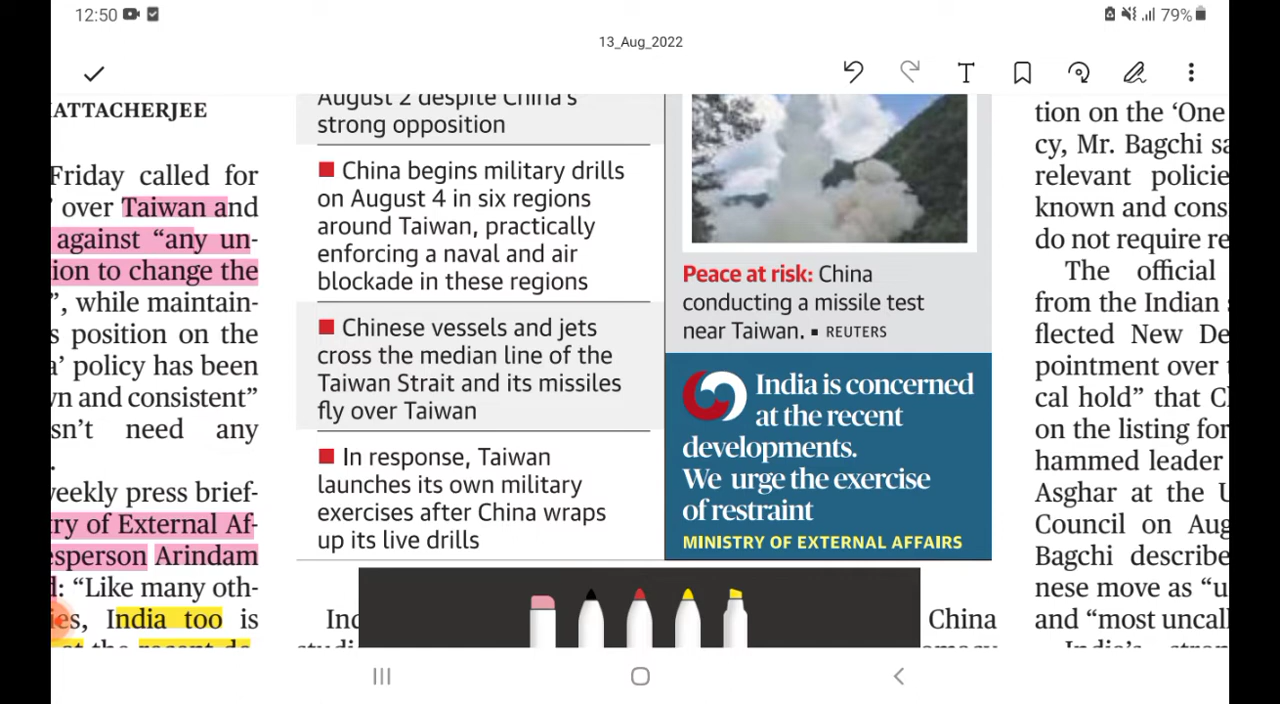 12:50
79%
13_Aug_2022
T
ATTACHERJEE
Friday called for
over Taiwan and
against “any un-
ion to change the
”, while maintain-
s position on the
a’ policy has been
wn and consistent”
sn’t need any
.
weekly press brief-
try of External Af-
esperson Arindam
d: “Like many oth-
ies, India too is
at the recent de-
August 2 despite China’s
strong opposition
China begins military drills
on August 4 in six regions
around Taiwan, practically
enforcing a naval and air
blockade in these regions
Chinese vessels and jets
cross the median line of the
Taiwan Strait and its missiles
fly over Taiwan
In response, Taiwan
launches its own military
exercises after China wraps
up its live drills
Ind
Peace at risk: China
conducting a missile test
near Taiwan. ▪ REUTERS
India is concerned
at the recent
developments.
We urge the exercise
of restraint
MINISTRY OF EXTERNAL AFFAIRS
China
tion on the ‘One
cy, Mr. Bagchi sa
relevant policie
known and cons
do not require re
The official
from the Indian s
flected New De
pointment over t
cal hold” that Ch
on the listing for
hammed leader
Asghar at the U
Council on Aug
Bagchi describe
nese move as “u
and “most uncall